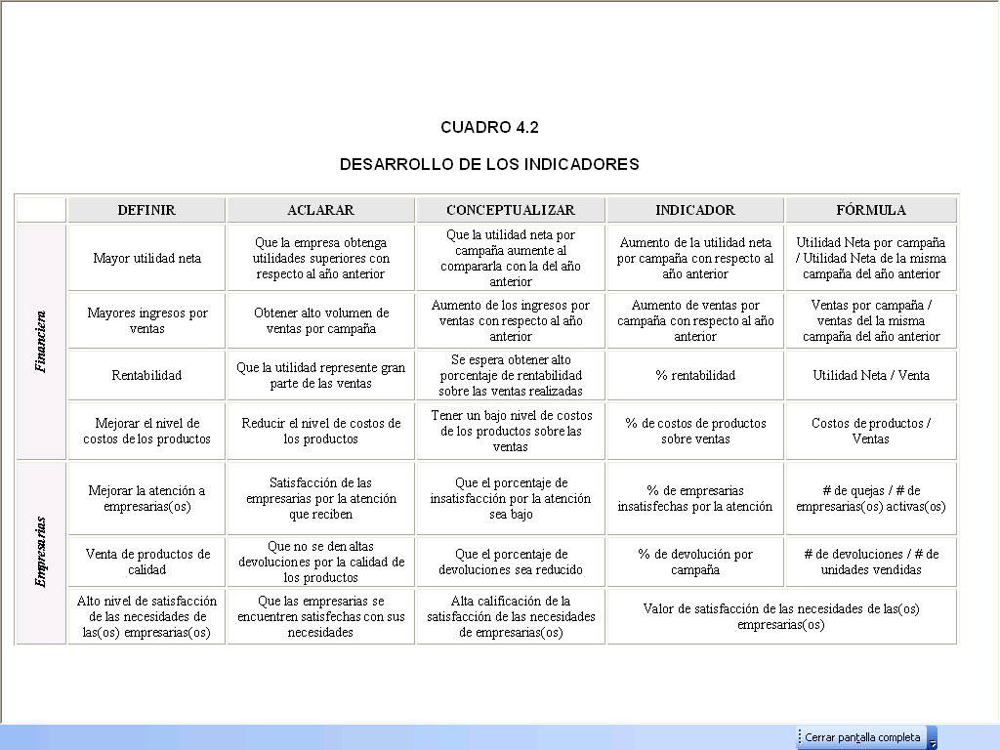 CUADRO 4.2
DESARROLLO DE LOS INDICADORES
DEFINIR
ACLARAR
CONCEPTUALIZAR
INDICADOR
FÓRMULA
Financiera
Mayor utilidad neta
Que la empresa obtenga
utilidades superiores con
respecto al año anterior
Que la utilidad neta por
campaña aumente al
compararla con la del año
anterior
Aumento de la utilidad neta
por campaña con respecto al
año anterior
Utilidad Neta por campaña
/ Utilidad Neta de la misma
campaña del año anterior
Mayores ingresos por
ventas
Obtener alto volumen de
ventas por campaña
Aumento de los ingresos por
ventas con respecto al año
anterior
Aumento de ventas por
campaña con respecto al año
anterior
Ventas por campaña /
ventas del la misma
campaña del año anterior
Rentabilidad
Que la utilidad represente gran
parte de las ventas
Se espera obtener alto
porcentaje de rentabilidad
sobre las ventas realizadas
% rentabilidad
Utilidad Neta / Venta
Mejorar el nivel de
costos de los productos
Reducir el nivel de costos de
los productos
Tener un bajo nivel de costos
de los productos sobre las
ventas
% de costos de productos
sobre ventas
Costos de productos /
Ventas
Empresarias
Mejorar la atención a
empresarias(os)
Satisfacción de las
empresarias por la atención
que reciben
Que el porcentaje de
insatisfacción por la atención
sea bajo
% de empresarias
insatisfechas por la atención
# de quejas / # de
empresarias(os) activas(os)
Venta de productos de
calidad
Que no se den altas
devoluciones por la calidad de
los productos
Que el porcentaje de
devoluciones sea reducido
% de devolución por
campaña
# de devoluciones / # de
unidades vendidas
Alto nivel de satisfacción
de las necesidades de
las(os) empresarias(os)
Que las empresarias se
encuentren satisfechas con sus
necesidades
Alta calificación de la
satisfacción de las necesidades
de empresarias(os)
Valor de satisfacción de las necesidades de las(os)
empresarias(os)
Cerrar pantalla completa